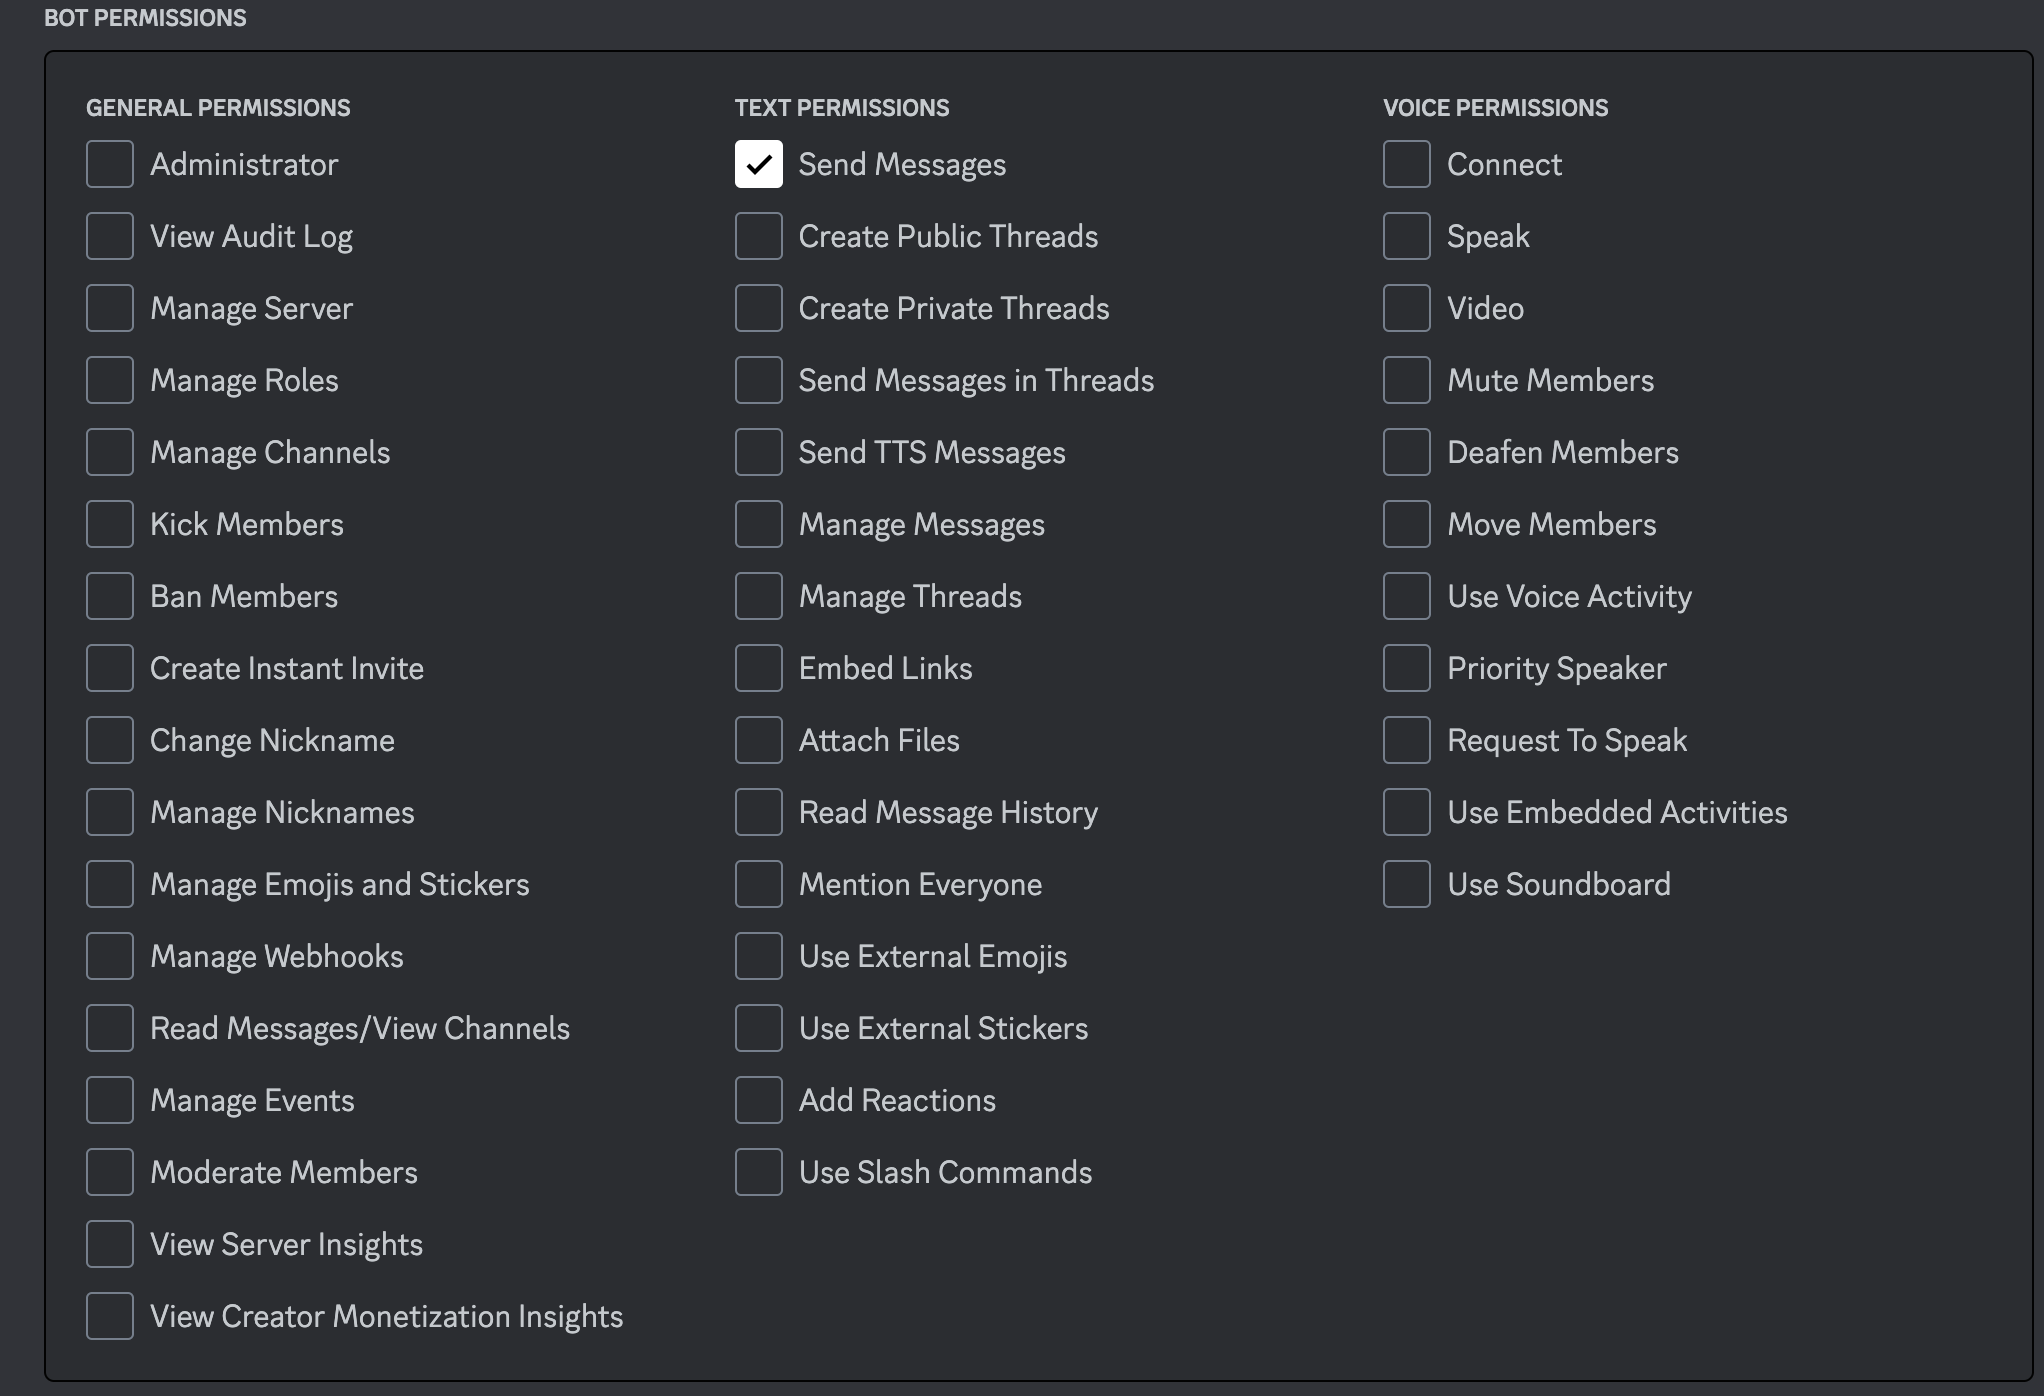 BOT PERMISSIONS
GENERAL PERMISSIONS
Administrator
View Audit Log
Manage Server
Manage Roles
Manage Channels
Kick Members
Ban Members
Create Instant Invite
Change Nickname
Manage Nicknames
Manage Emojis and Stickers
Manage Webhooks
Read Messages/View Channels
Manage Events
Moderate Members
View Server Insights
View Creator Monetization Insights
TEXT PERMISSIONS
Send Messages
Create Public Threads
Create Private Threads
Send Messages in Threads
Send TTS Messages
Manage Messages
Manage Threads
Embed Links
Attach Files
Read Message History
Mention Everyone
Use External Emojis
Use External Stickers
Add Reactions
Use Slash Commands
VOICE PERMISSIONS
Connect
Speak
Video
Mute Members
Deafen Members
Move Members
Use Voice Activity
Priority Speaker
Request To Speak
Use Embedded Activities
Use Soundboard